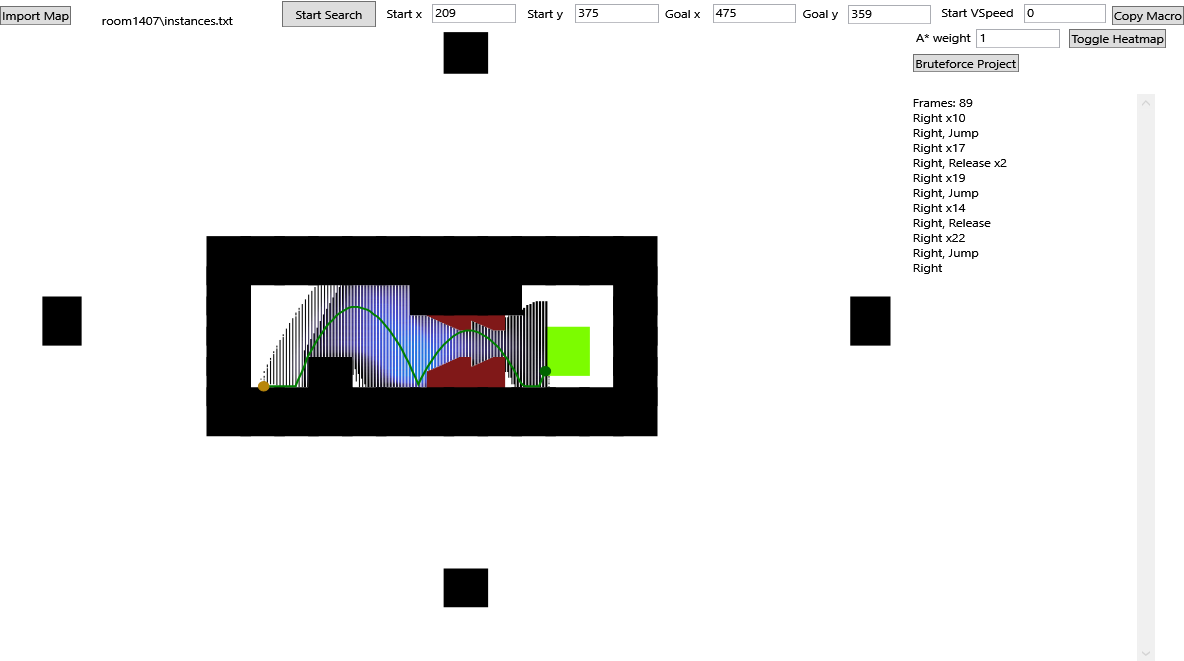 Import Map
room1407\instances.txt
Start Search
Start x 209
Start y 375
Goal x 475
Goal y 359
Start VSpeed 0
Copy Macro
A* weight 1
Toggle Heatmap
Bruteforce Project
Frames: 89
Right x10
Right, Jump
Right x17
Right, Release x2
Right x19
Right, Jump
Right x14
Right, Release
Right x22
Right, Jump
Right